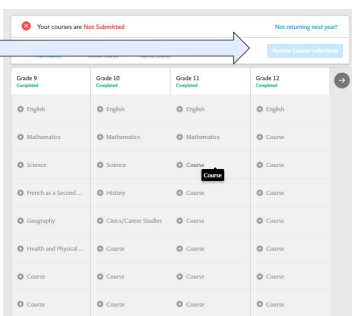 Your courses are Not Submitted
Not returning next year?
Review Course Selections
Grade 9 Grade 10 Grade 11 Grade 12
Completed Completed Completed Completed
English English English English
Mathematics Mathematics Mathematics Course
Science Science Course Course
Course
French as a Second ... History Course Course
Geography Civics/Career Studies Course Course
Health and Physical ... Course Course Course
Course Course Course Course
Course Course Course Course